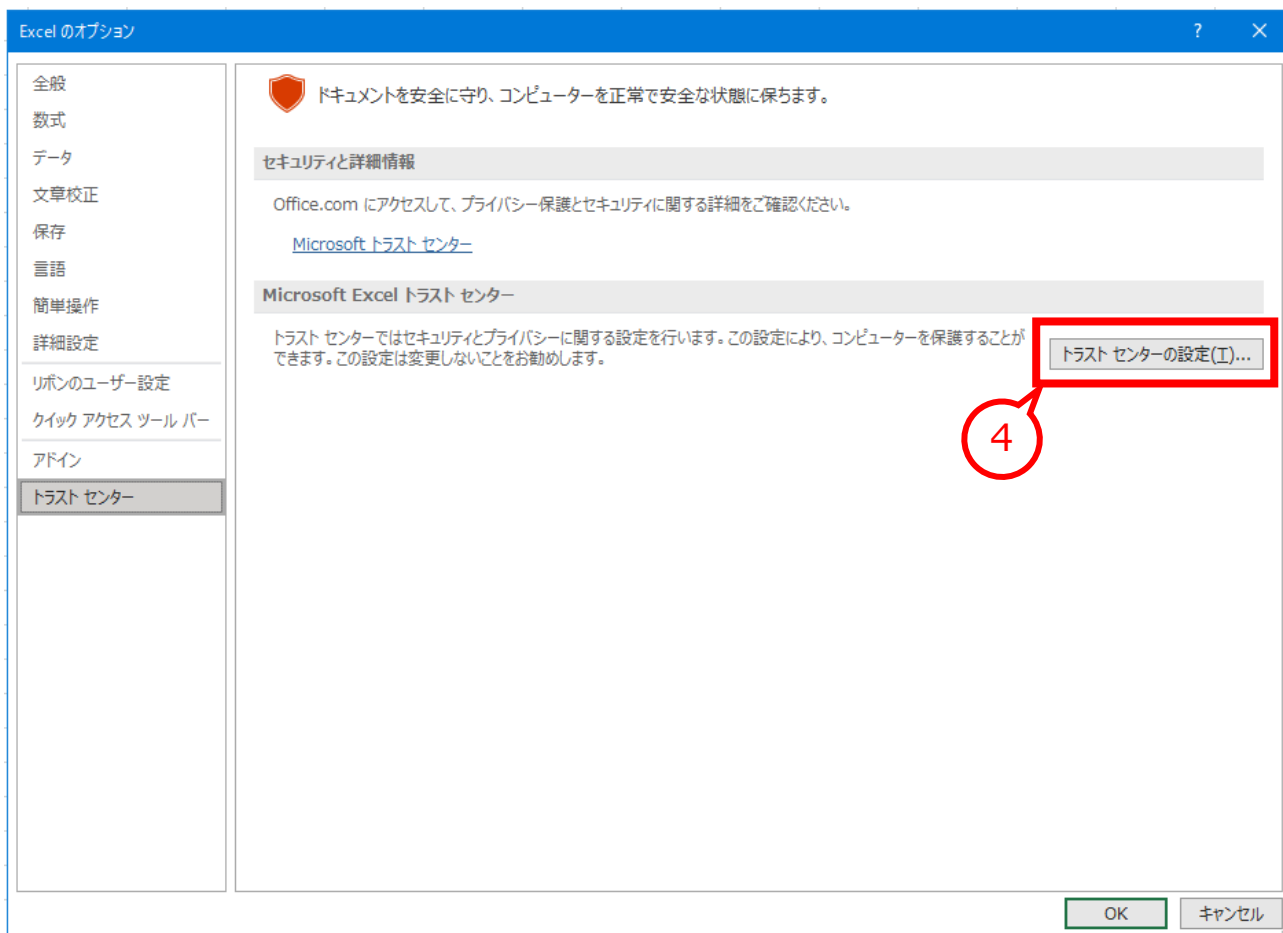 Excel のオプション
?
×
全般
数式
データ
文章校正
保存
言語
簡単操作
詳細設定
リボンのユーザー設定
クイック アクセス ツール バー
アドイン
トラスト センター
ドキュメントを安全に守り、コンピューターを正常で安全な状態に保ちます。
セキュリティと詳細情報
Office.com にアクセスして、プライバシー保護とセキュリティに関する詳細をご確認ください。
Microsoft トラスト センター
Microsoft Excel トラスト センター
トラスト センターではセキュリティとプライバシーに関する設定を行います。この設定により、コンピューターを保護することが
できます。この設定は変更しないことをお勧めします。
トラスト センターの設定(T)...
4
OK
キャンセル